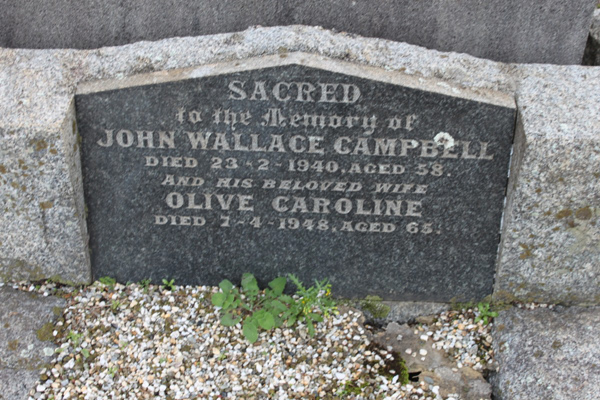 SACRED
to the Memory of
JOHN WALLACE CAMPBELL
DIED 23-2-1940, AGED 58.
AND HIS BELOVED WIFE
OLIVE CAROLINE
DIED 7-4-1948, AGED 65.